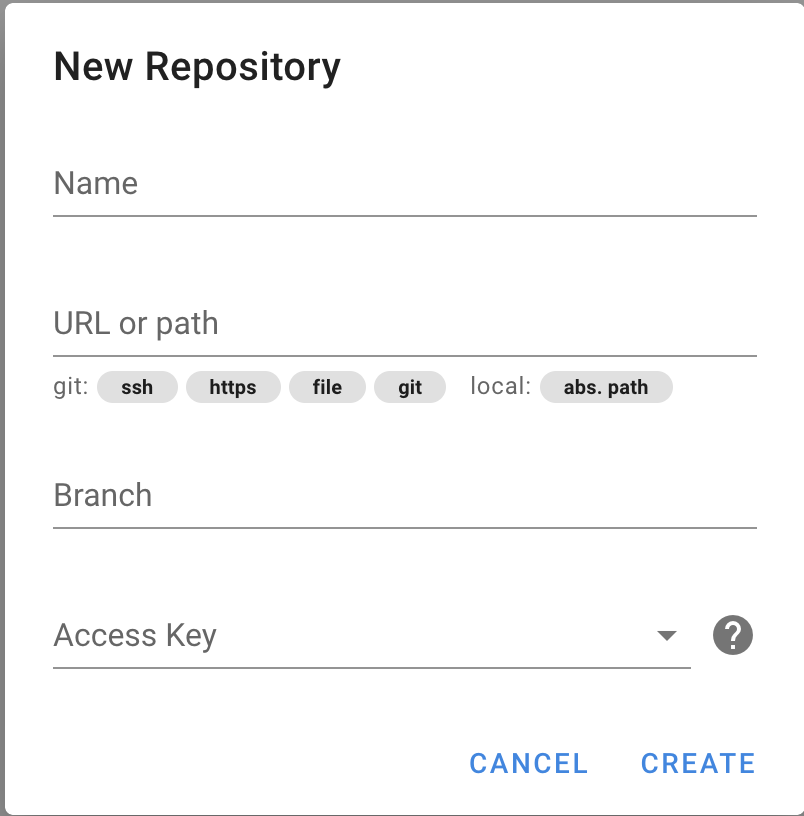 New Repository
Name
URL or path
git: ssh https file git local: abs. path
Branch
Access Key ?
CANCEL CREATE